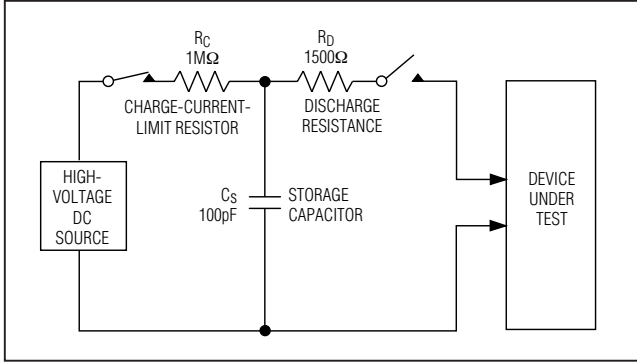 R_C
1MΩ
R_D
1500Ω
CHARGE-CURRENT-
LIMIT RESISTOR
DISCHARGE
RESISTANCE
HIGH-
VOLTAGE
DC
SOURCE
C_S
100pF
STORAGE
CAPACITOR
DEVICE
UNDER
TEST